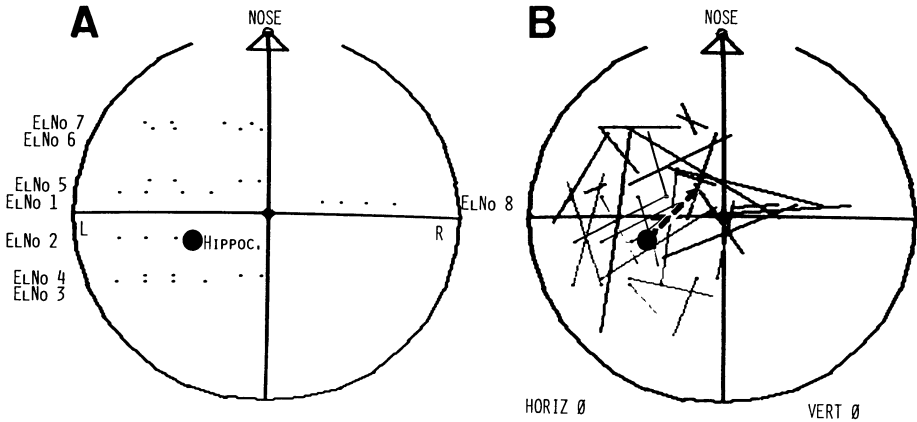 A
NOSE
ELNO 7
ELNO 6
ELNO 5
ELNO 1
L
R
ELNO 2
HIPPOC.
ELNO 4
ELNO 3
B
NOSE
ELNO 8
HORIZ Ø
VERT Ø